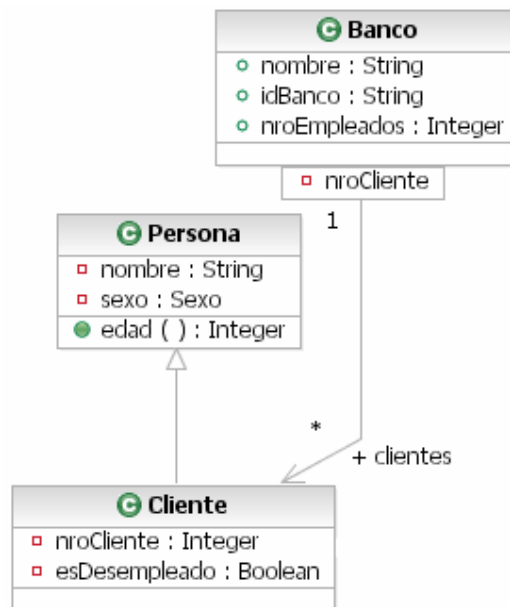 Banco
nombre : String
idBanco : String
nroEmpleados : Integer
nroCliente
1
Persona
nombre : String
sexo : Sexo
edad ( ) : Integer
*
+ clientes
Cliente
nroCliente : Integer
esDesempleado : Boolean